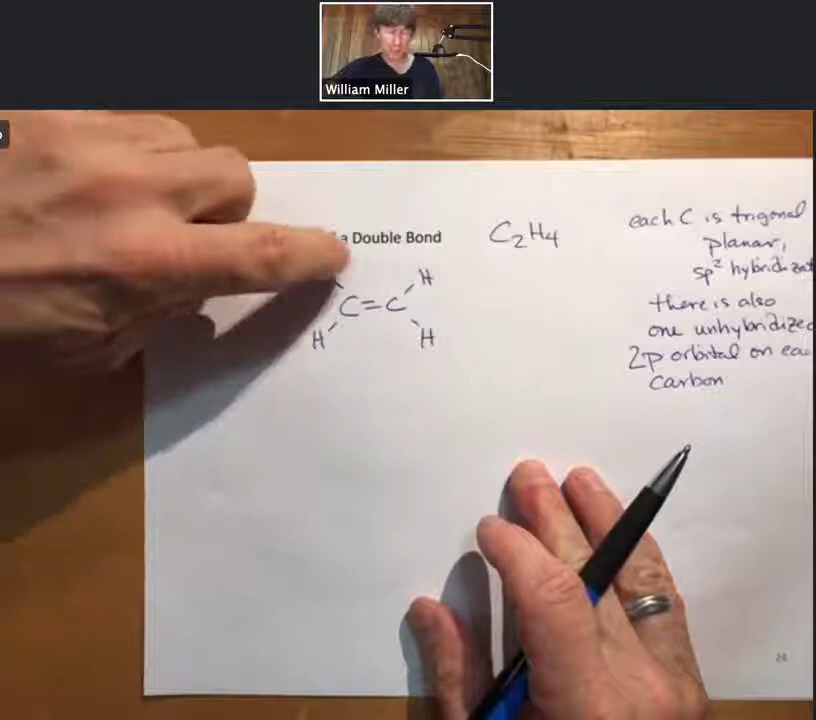 William Miller
a Double Bond
C2H4
each C is trigonal
planar,
sp² hybridizat
there is also
one unhybridized
2p orbital on eac
carbon
H
C=C
H H
28